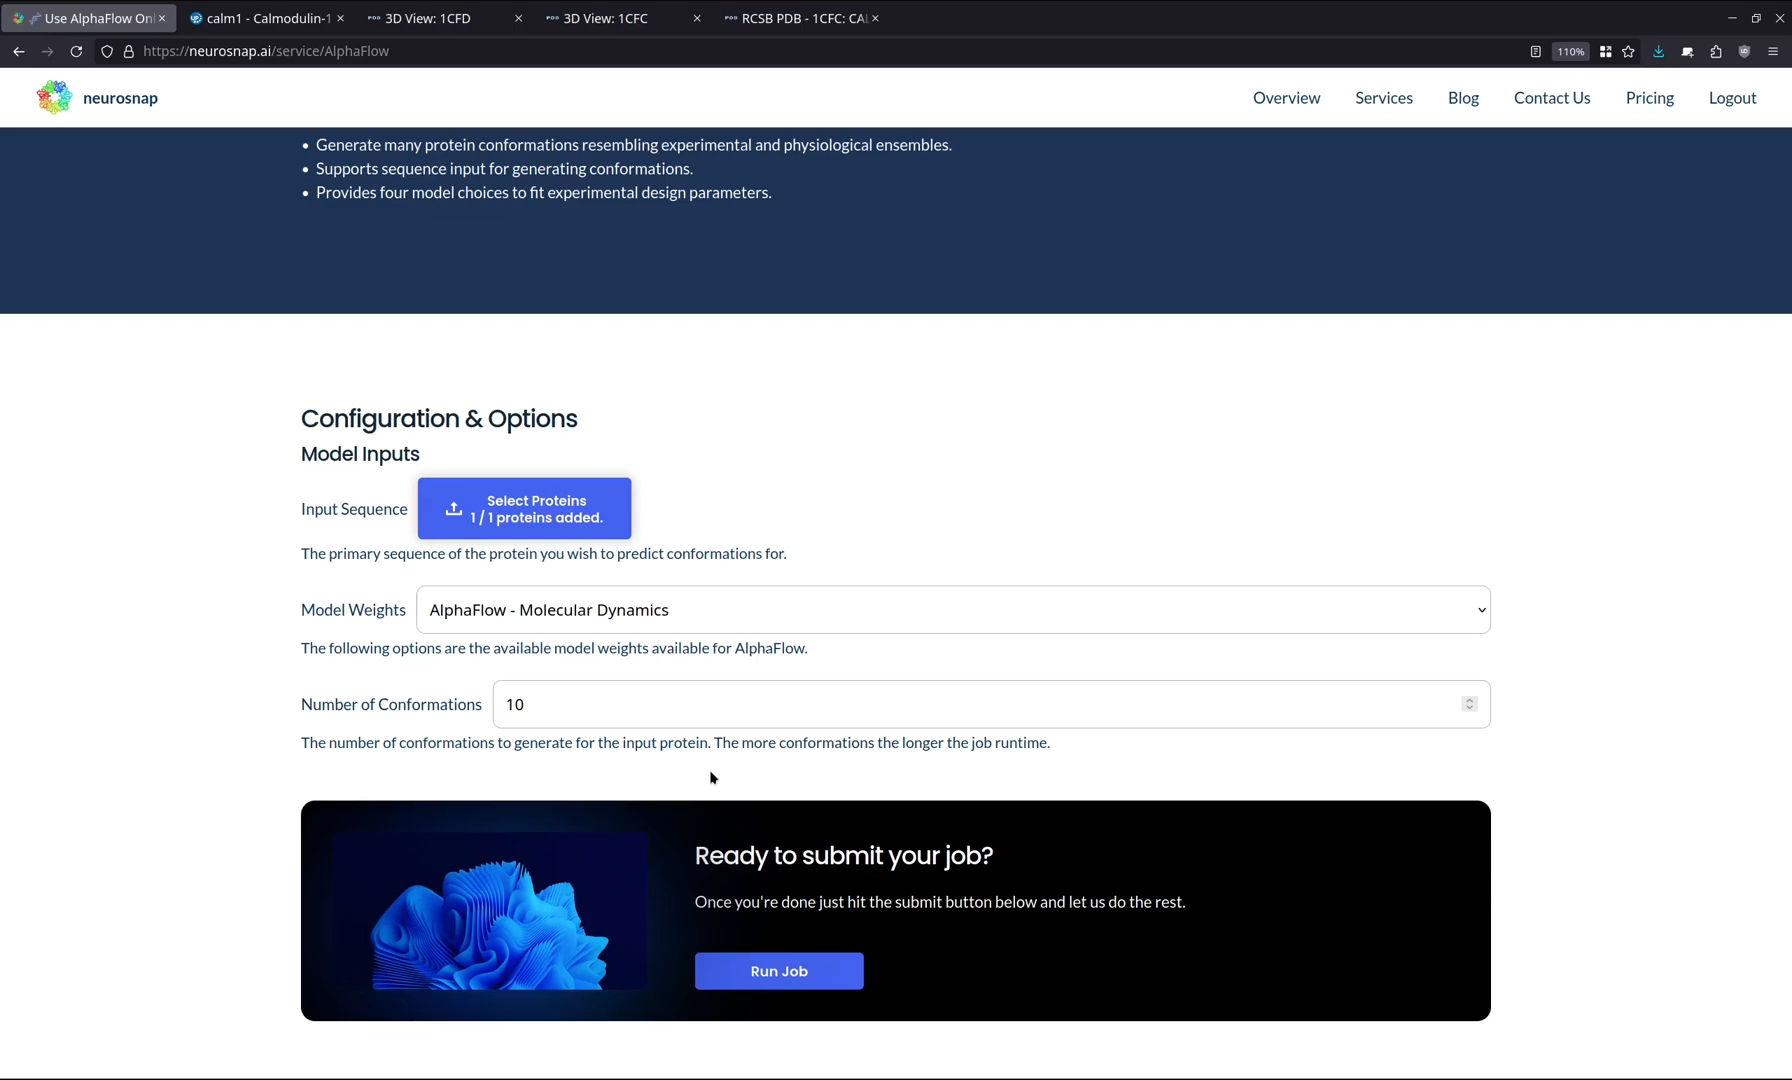 Use AlphaFlow Onl
calm1 - Calmodulin-1
3D View: 1CFD
3D View: 1CFC
RCSB PDB - 1CFC: CAL
https://neurosnap.ai/service/AlphaFlow
110%
neurosnap
Overview
Services
Blog
Contact Us
Pricing
Logout
• Generate many protein conformations resembling experimental and physiological ensembles.
• Supports sequence input for generating conformations.
• Provides four model choices to fit experimental design parameters.
Configuration & Options
Model Inputs
Input Sequence
Select Proteins
1 / 1 proteins added.
The primary sequence of the protein you wish to predict conformations for.
Model Weights
AlphaFlow - Molecular Dynamics
The following options are the available model weights available for AlphaFlow.
Number of Conformations
10
The number of conformations to generate for the input protein. The more conformations the longer the job runtime.
Ready to submit your job?
Once you're done just hit the submit button below and let us do the rest.
Run Job